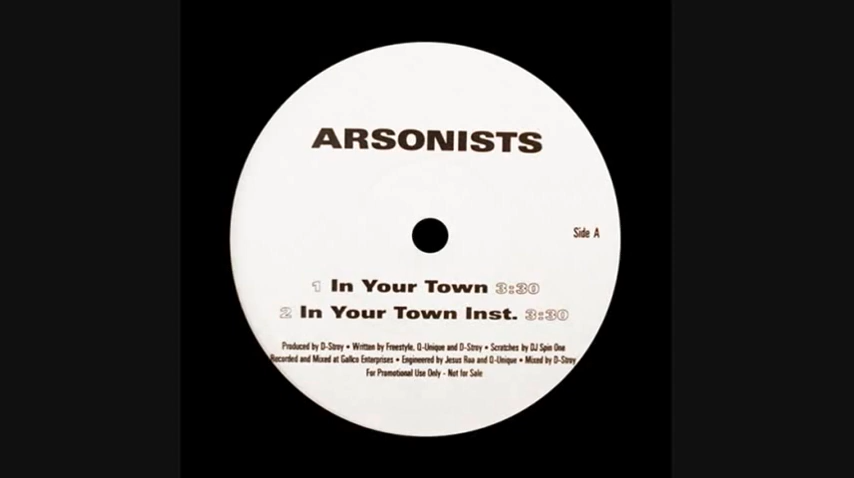 ARSONISTS
Side A
1 In Your Town 3:30
2 In Your Town Inst. 3:30
Produced by D-Stroy • Written by Freestyle, Q-Unique and D-Stroy • Scratches by DJ Spin One
Recorded and Mixed at Gallco Enterprises • Engineered by Jesus Roa and Q-Unique • Mixed by D-Stroy
For Promotional Use Only - Not for Sale